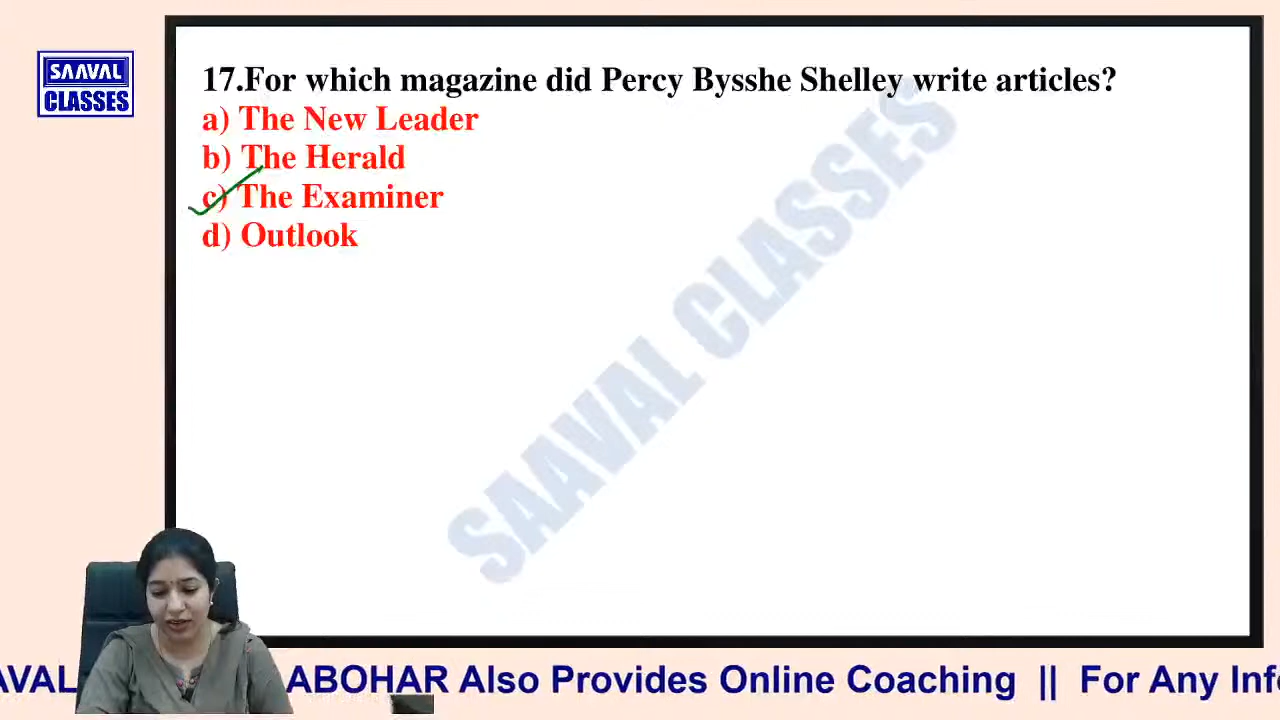 SAAVAL
CLASSES
17.For which magazine did Percy Bysshe Shelley write articles?
a) The New Leader
b) The Herald
c) The Examiner
d) Outlook
SAAVAL CLASSES
AVAL ABOHAR Also Provides Online Coaching || For Any Info